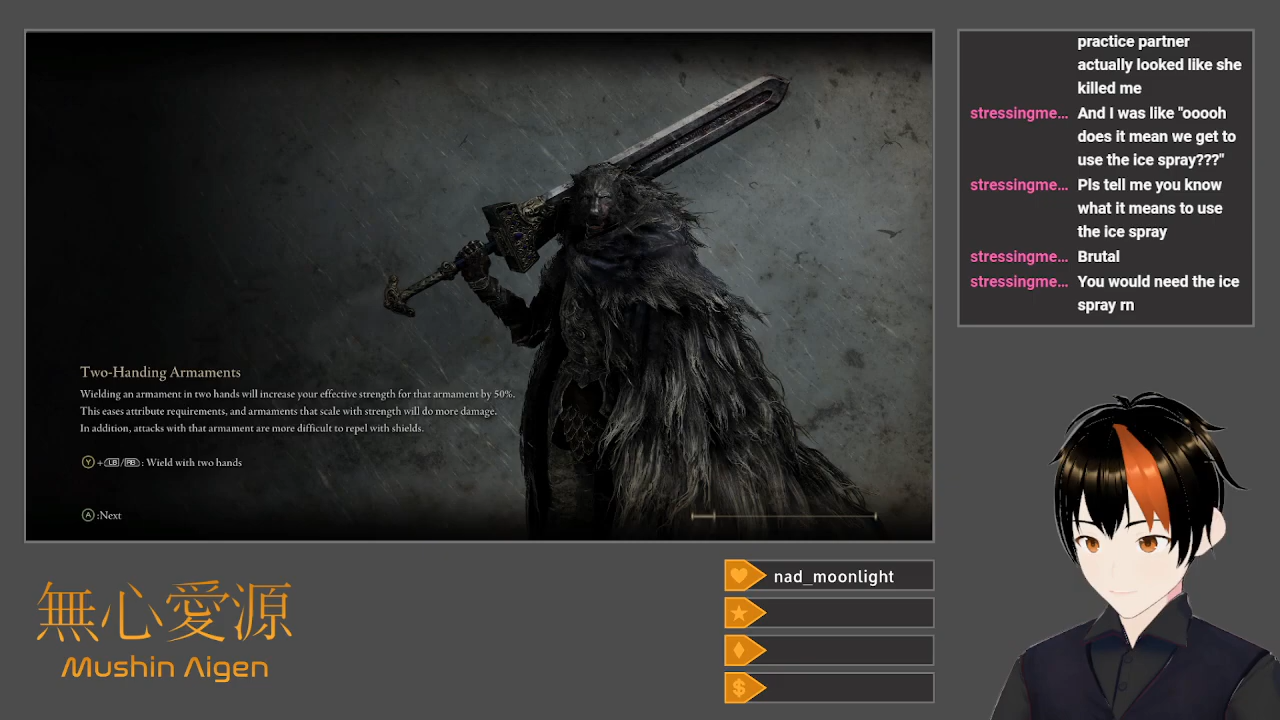 practice partner
actually looked like she
killed me
stressingme... And I was like "ooooh
does it mean we get to
use the ice spray???"
stressingme... Pls tell me you know
what it means to use
the ice spray
stressingme... Brutal
stressingme... You would need the ice
spray rn
Two-Handing Armaments
Wielding an armament in two hands will increase your effective strength for that armament by 50%.
This eases attribute requirements, and armaments that scale with strength will do more damage.
In addition, attacks with that armament are more difficult to repel with shields.
Y+LB/RB: Wield with two hands
A:Next
nad_moonlight
無心愛源
Mushin Aigen